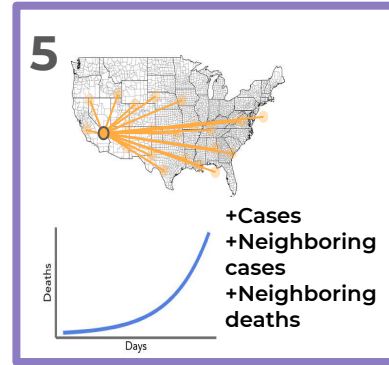 5
+Cases
+Neighboring
cases
+Neighboring
deaths
Deaths
Days